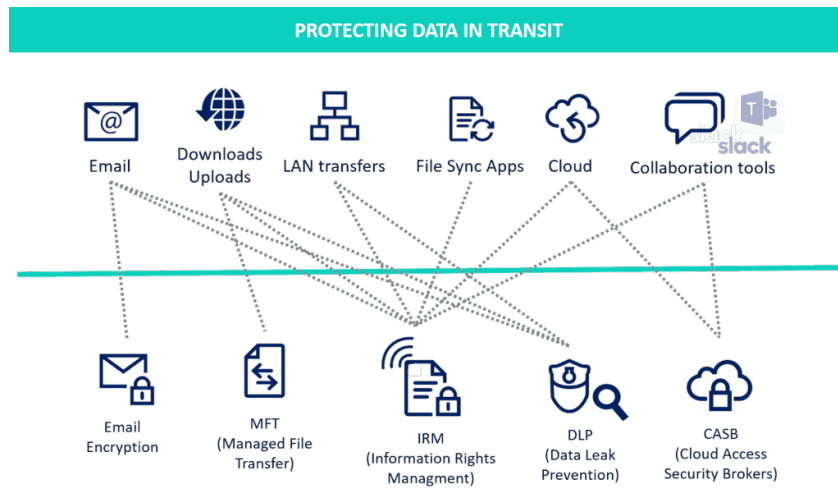 PROTECTING DATA IN TRANSIT
@
Email
Downloads
Uploads
LAN transfers
File Sync Apps
Cloud
T
slack
slack
Collaboration tools
Email
Encryption
MFT
(Managed File
Transfer)
IRM
(Information Rights
Managment)
DLP
(Data Leak
Prevention)
CASB
(Cloud Access
Security Brokers)